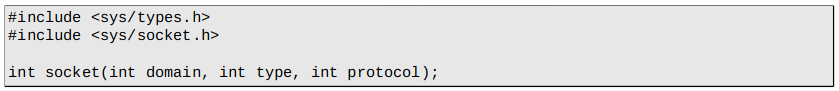 #include <sys/types.h>
#include <sys/socket.h>
int socket(int domain, int type, int protocol);